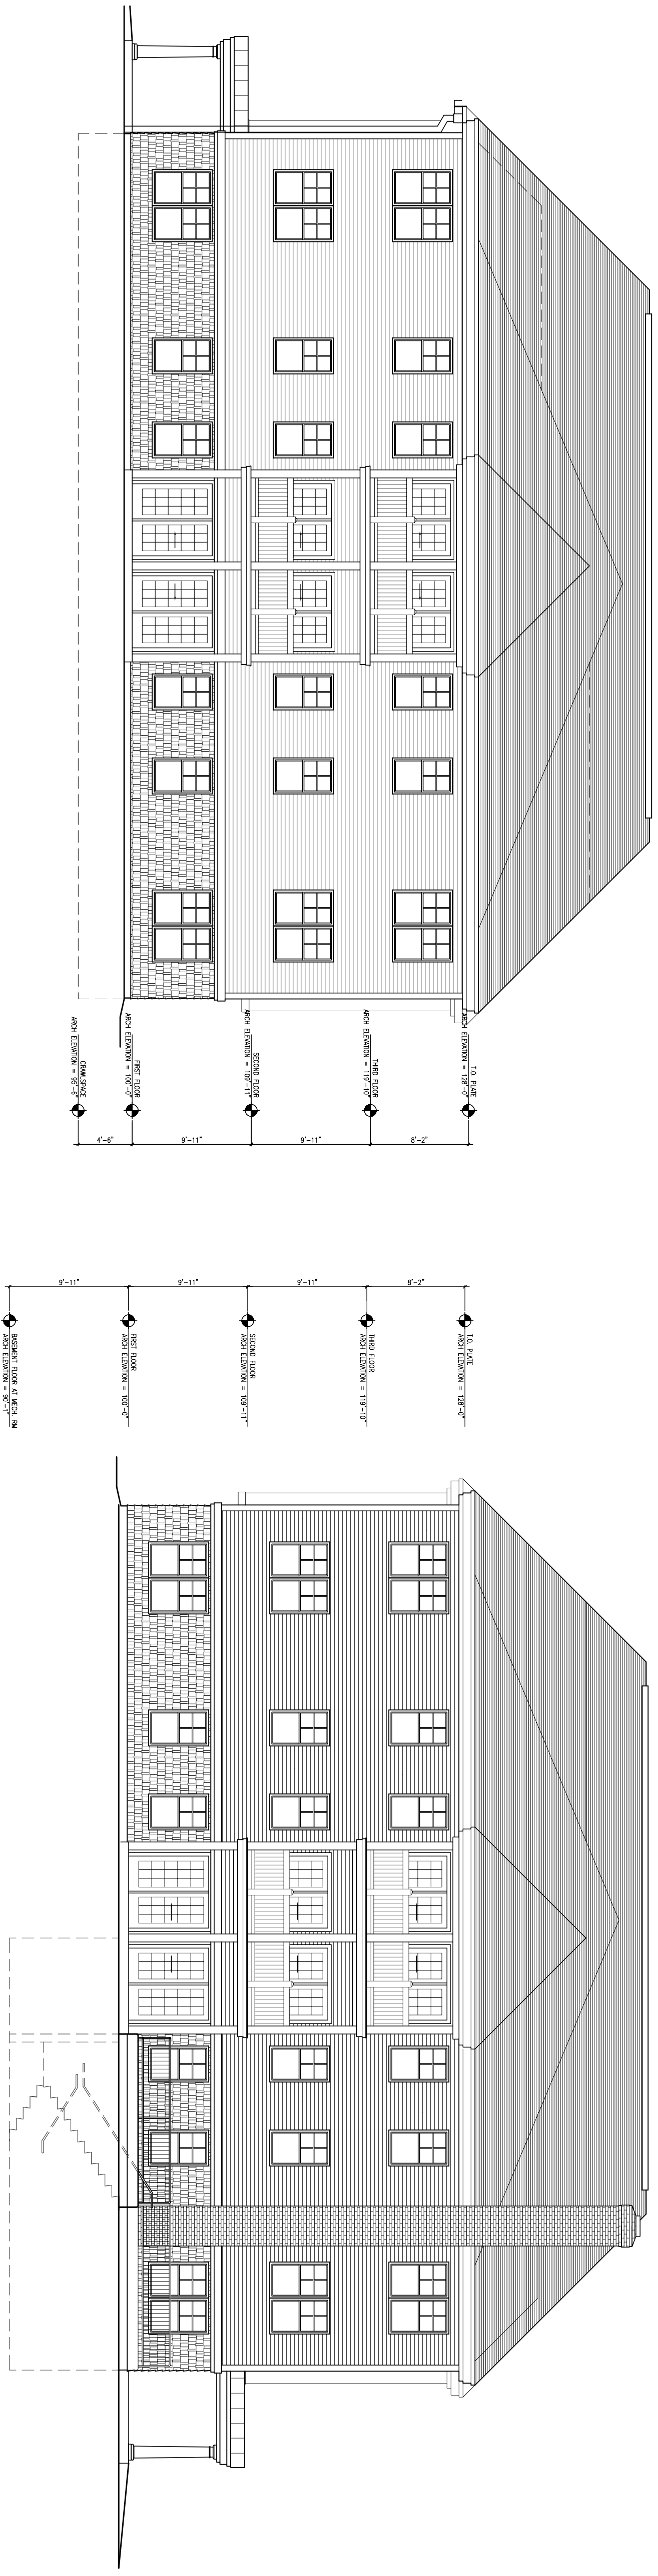 T.O. PLATE
ARCH ELEVATION = 128'-0"
THIRD FLOOR
ARCH ELEVATION = 119'-10"
SECOND FLOOR
ARCH ELEVATION = 109'-11"
FIRST FLOOR
ARCH ELEVATION = 100'-0"
CRAWLSPACE
ARCH ELEVATION = 95'-6"
8'-2"
9'-11"
9'-11"
4'-6"
8'-2"
9'-11"
9'-11"
9'-11"
T.O. PLATE
ARCH ELEVATION = 128'-0"
THIRD FLOOR
ARCH ELEVATION = 119'-10"
SECOND FLOOR
ARCH ELEVATION = 109'-11"
FIRST FLOOR
ARCH ELEVATION = 100'-0"
BASEMENT FLOOR AT MECH. RM
ARCH ELEVATION = 90'-1"